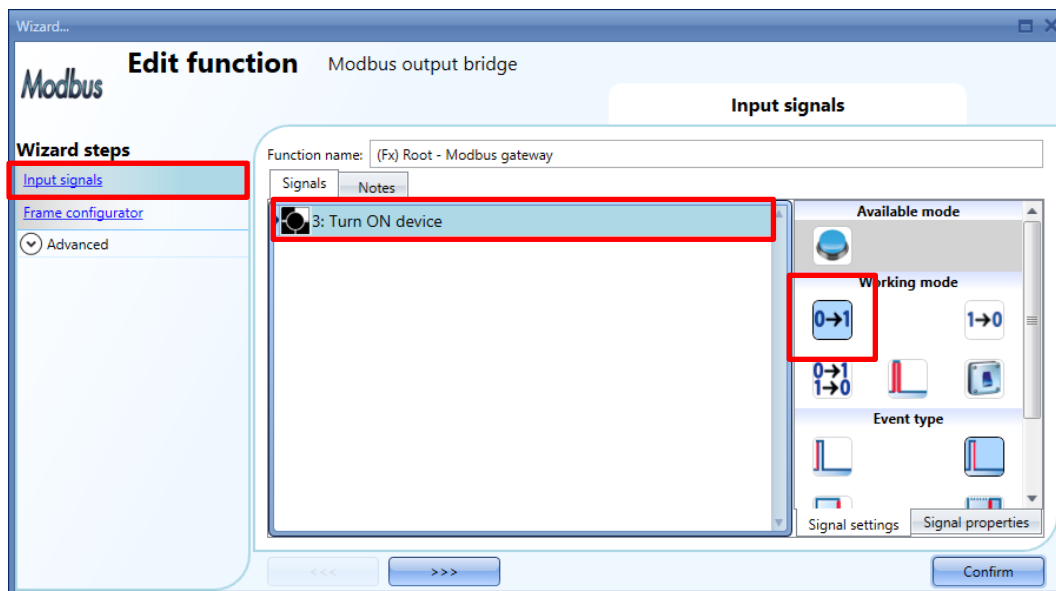 Wizard...
Modbus
Edit function
Modbus output bridge
Input signals
Wizard steps
Input signals
Frame configurator
Advanced
Function name: (Fx) Root - Modbus gateway
Signals
Notes
3: Turn ON device
Available mode
Working mode
0→1
1→0
0→1
1→0
Event type
Signal settings
Signal properties
<<<
>>>
Confirm